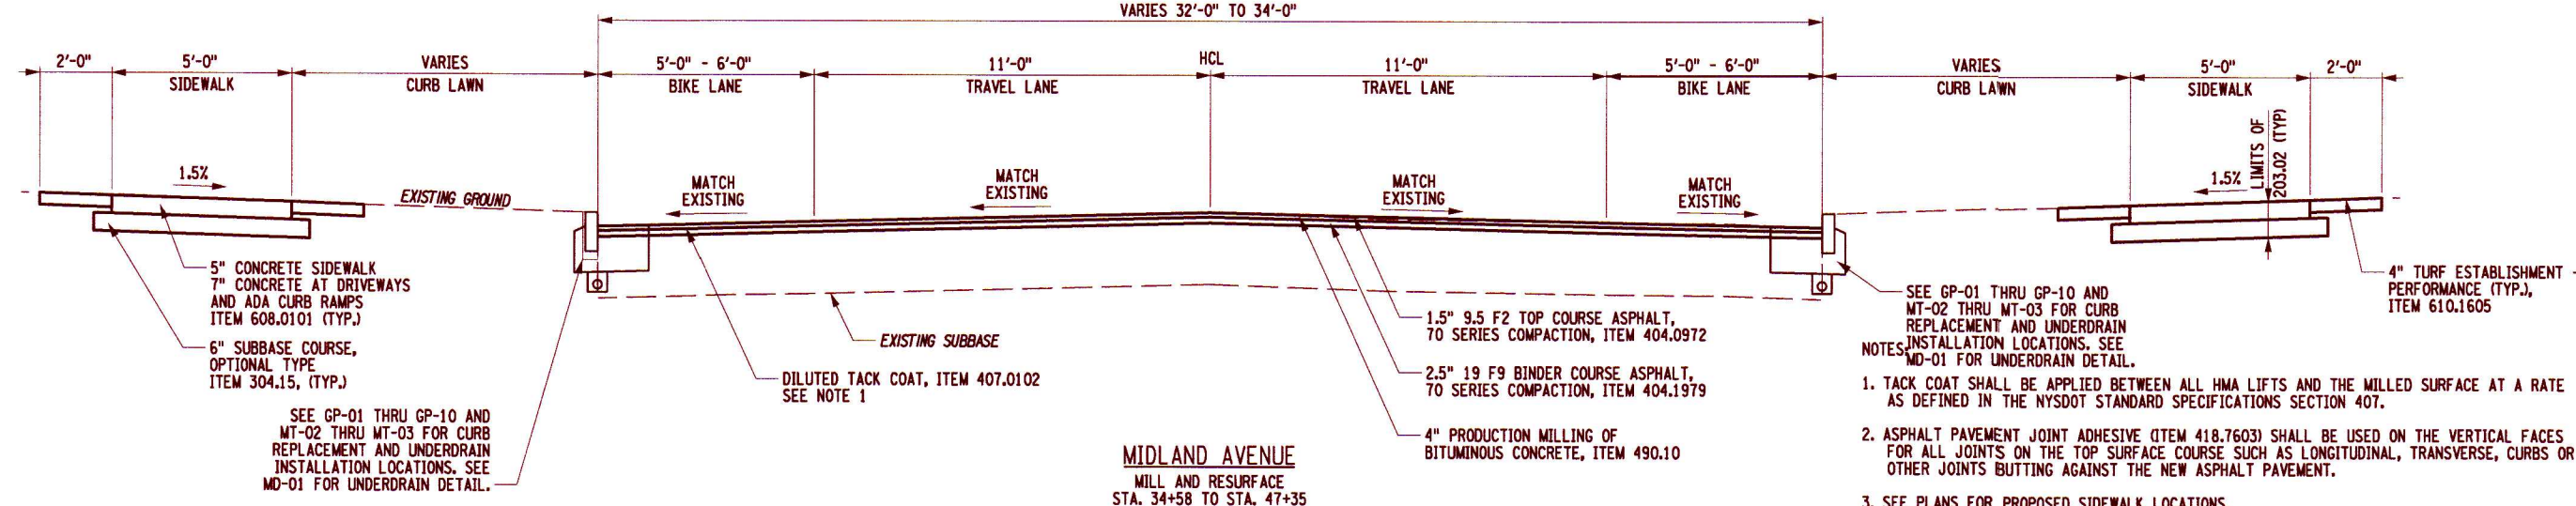 VARIES 32'-0" TO 34'-0"
2'-0"
5'-0"
SIDEWALK
VARIES
CURB LAWN
5'-0" - 6'-0"
BIKE LANE
11'-0"
TRAVEL LANE
HCL
11'-0"
TRAVEL LANE
5'-0" - 6'-0"
BIKE LANE
VARIES
CURB LAWN
5'-0"
SIDEWALK
2'-0"
1.5%
EXISTING GROUND
MATCH
EXISTING
MATCH
EXISTING
MATCH
EXISTING
MATCH
EXISTING
1.5%
LIMITS OF
203.02 (TYP)
5" CONCRETE SIDEWALK
7" CONCRETE AT DRIVEWAYS
AND ADA CURB RAMPS
ITEM 608.0101 (TYP.)
6" SUBBASE COURSE,
OPTIONAL TYPE
ITEM 304.15, (TYP.)
SEE GP-01 THRU GP-10 AND
MT-02 THRU MT-03 FOR CURB
REPLACEMENT AND UNDERDRAIN
INSTALLATION LOCATIONS. SEE
MD-01 FOR UNDERDRAIN DETAIL.
EXISTING SUBBASE
DILUTED TACK COAT, ITEM 407.0102
SEE NOTE 1
1.5" 9.5 F2 TOP COURSE ASPHALT,
70 SERIES COMPACTION, ITEM 404.0972
2.5" 19 F9 BINDER COURSE ASPHALT,
70 SERIES COMPACTION, ITEM 404.1979
4" PRODUCTION MILLING OF
BITUMINOUS CONCRETE, ITEM 490.10
MIDLAND AVENUE
MILL AND RESURFACE
STA. 34+58 TO STA. 47+35
SEE GP-01 THRU GP-10 AND
MT-02 THRU MT-03 FOR CURB
REPLACEMENT AND UNDERDRAIN
INSTALLATION LOCATIONS. SEE
MD-01 FOR UNDERDRAIN DETAIL.
4" TURF ESTABLISHMENT -
PERFORMANCE (TYP.),
ITEM 610.1605
NOTES:
1. TACK COAT SHALL BE APPLIED BETWEEN ALL HMA LIFTS AND THE MILLED SURFACE AT A RATE
AS DEFINED IN THE NYSDOT STANDARD SPECIFICATIONS SECTION 407.
2. ASPHALT PAVEMENT JOINT ADHESIVE (ITEM 418.7603) SHALL BE USED ON THE VERTICAL FACES
FOR ALL JOINTS ON THE TOP SURFACE COURSE SUCH AS LONGITUDINAL, TRANSVERSE, CURBS OR
OTHER JOINTS BUTTING AGAINST THE NEW ASPHALT PAVEMENT.
3. SEE PLANS FOR PROPOSED SIDEWALK LOCATIONS